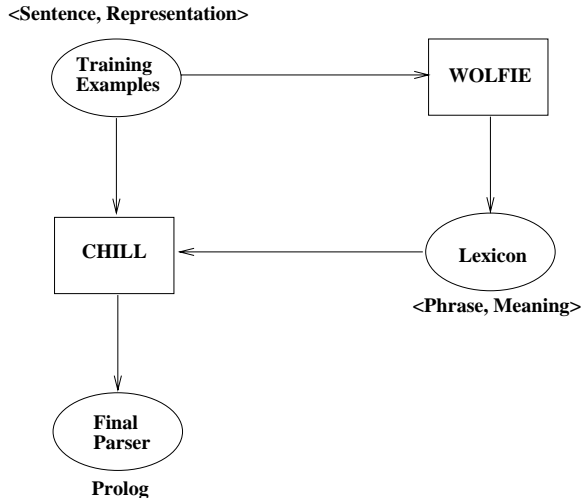 <Sentence, Representation>
Training
Examples
WOLFIE
CHILL
Lexicon
<Phrase, Meaning>
Final
Parser
Prolog